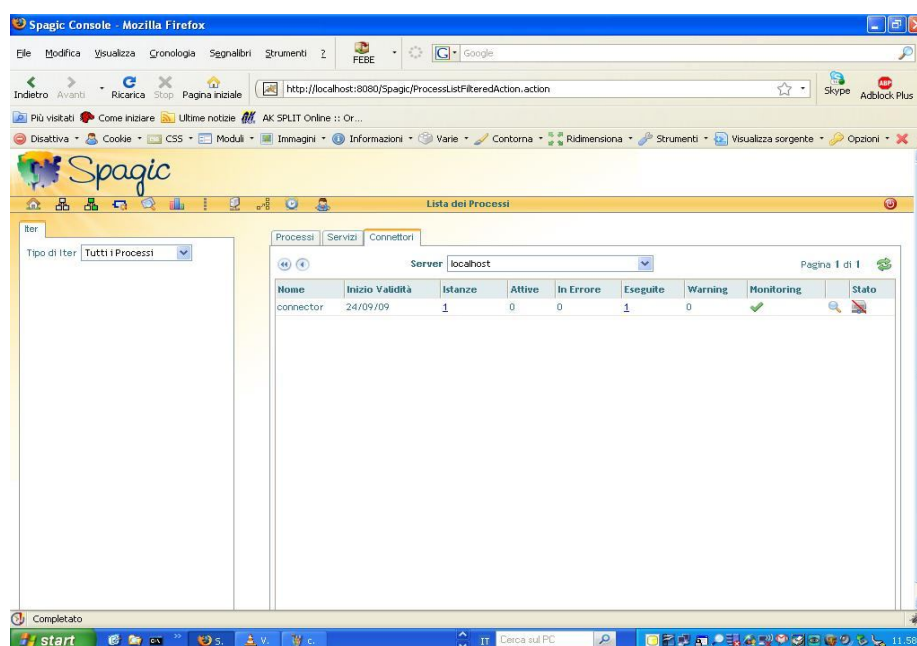 Spagic Console - Mozilla Firefox
File Modifica Visualizza Cronologia Segnalibri Strumenti ? FEBE Google
Indietro Avanti Ricarica Stop Pagina iniziale http://localhost:8080/Spagic/ProcessListFilteredAction.action Skype Adblock Plus
Più visitati Come iniziare Ultime notizie AK SPLIT Online :: Or...
Disattiva Cookie CSS Moduli Immagini Informazioni Varie Contorna Ridimensiona Strumenti Visualizza sorgente Opzioni
Spagic
Lista dei Processi
Iter
Tipo di Iter Tutti i Processi
Processi Servizi Connettori
Server localhost Pagina 1 di 1
Nome Inizio Validità Istanze Attive In Errore Eseguite Warning Monitoring Stato
connector 24/09/09 1 0 0 1 0
Completato
start S. V. C. IT Cerca sul PC 11.58